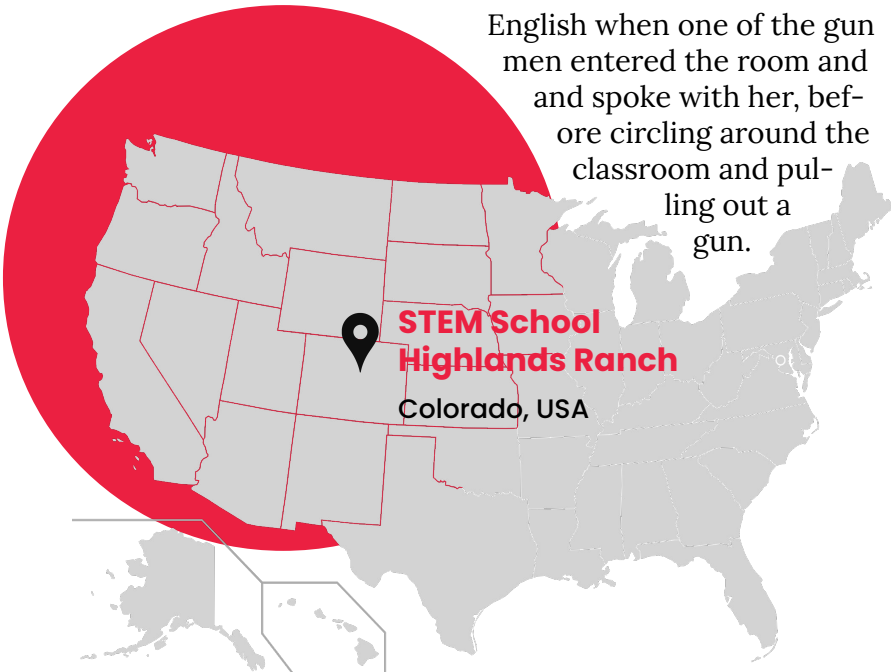 English when one of the gun
men entered the room and
and spoke with her, bef-
ore circling around the
classroom and pul-
ling out a
gun.
STEM School
Highlands Ranch
Colorado, USA